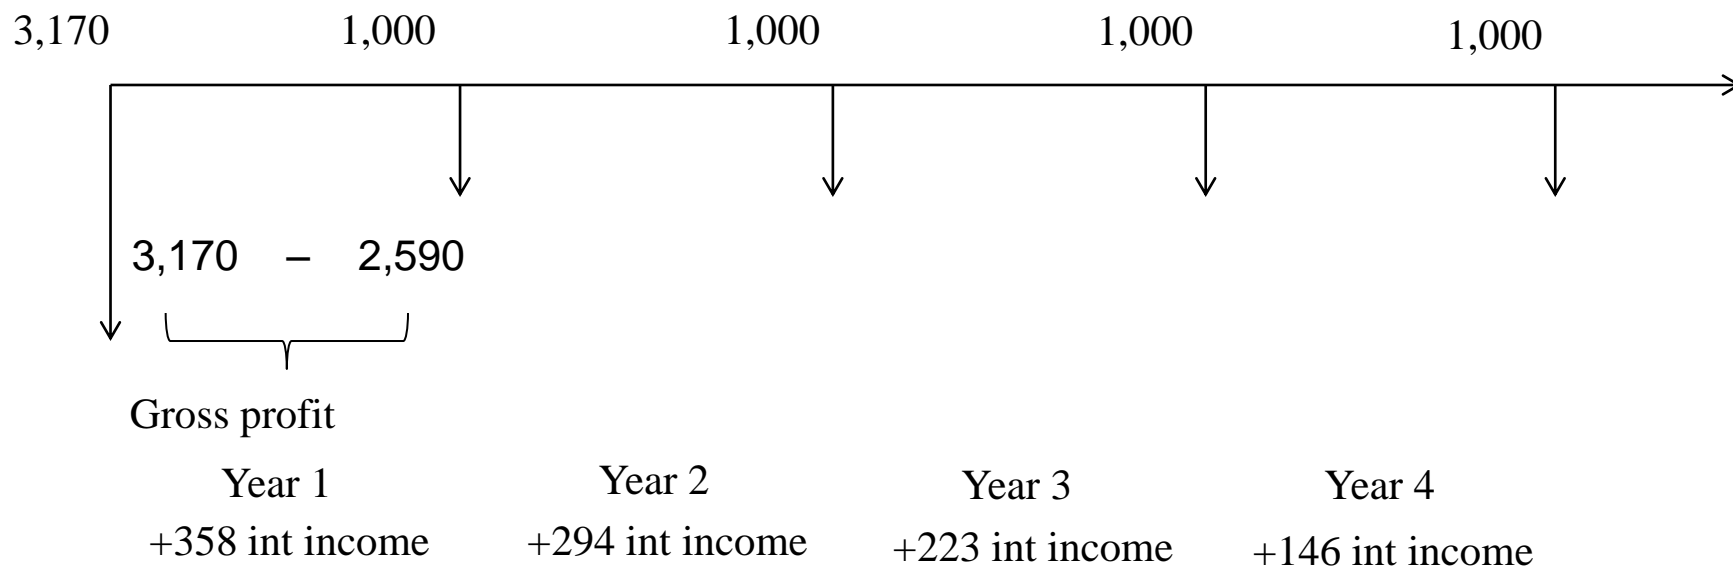 3,170 1,000 1,000 1,000 1,000
3,170 – 2,590
Gross profit
Year 1 Year 2 Year 3 Year 4
+358 int income +294 int income +223 int income +146 int income